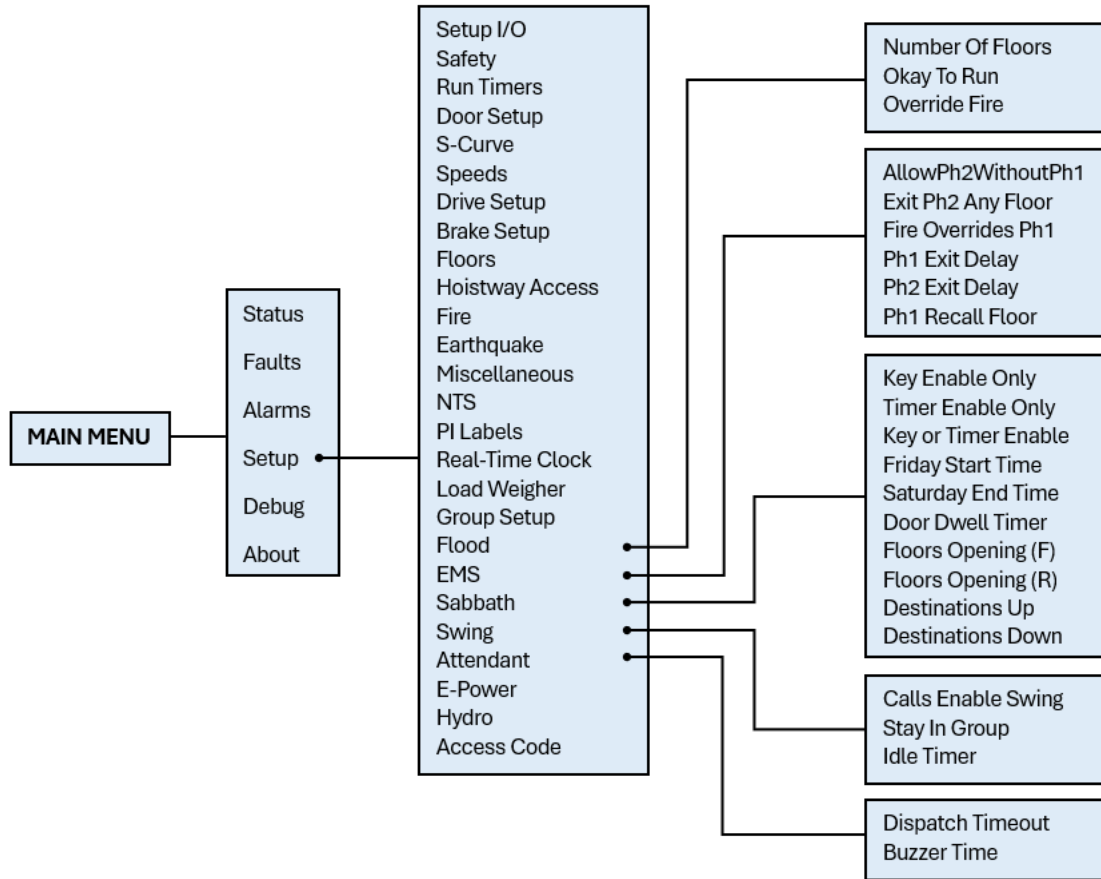 MAIN MENU
Status
Faults
Alarms
Setup
Debug
About
Setup I/O
Safety
Run Timers
Door Setup
S-Curve
Speeds
Drive Setup
Brake Setup
Floors
Hoistway Access
Fire
Earthquake
Miscellaneous
NTS
PI Labels
Real-Time Clock
Load Weigher
Group Setup
Flood
EMS
Sabbath
Swing
Attendant
E-Power
Hydro
Access Code
Number Of Floors
Okay To Run
Override Fire
AllowPh2WithoutPh1
Exit Ph2 Any Floor
Fire Overrides Ph1
Ph1 Exit Delay
Ph2 Exit Delay
Ph1 Recall Floor
Key Enable Only
Timer Enable Only
Key or Timer Enable
Friday Start Time
Saturday End Time
Door Dwell Timer
Floors Opening (F)
Floors Opening (R)
Destinations Up
Destinations Down
Calls Enable Swing
Stay In Group
Idle Timer
Dispatch Timeout
Buzzer Time